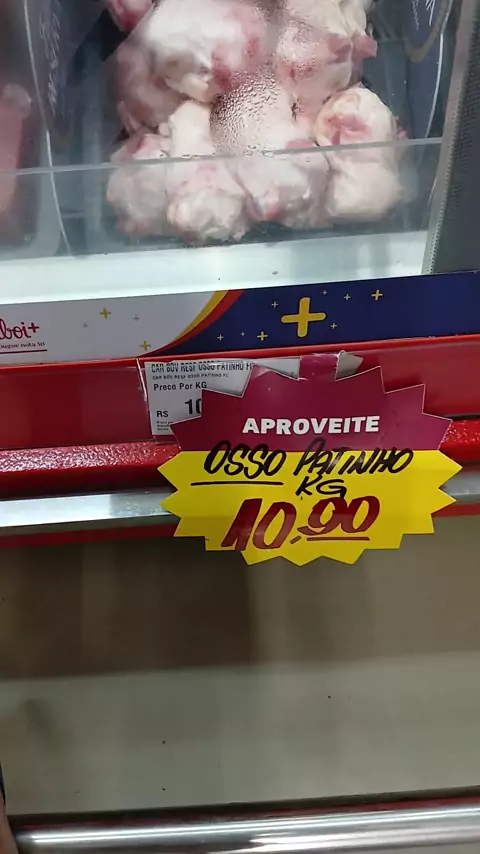 boi+
CAR BOV RESF OSSO PATINHO
CAR BOV RESF OSSO PATINHO
Preco Por KG
R$ 10
APROVEITE
OSSO PATINHO
KG
10,90